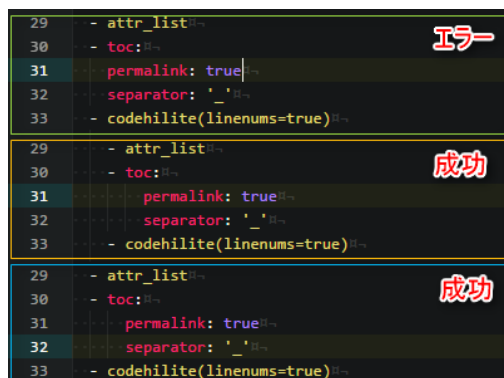 29 - attr_list
エラー
30 - toc:
31 permalink: true
32 separator: '_'
33 - codehilite(linenums=true)
29 - attr_list
成功
30 - toc:
31 permalink: true
32 separator: '_'
33 - codehilite(linenums=true)
29 - attr_list
成功
30 - toc:
31 permalink: true
32 separator: '_'
33 - codehilite(linenums=true)